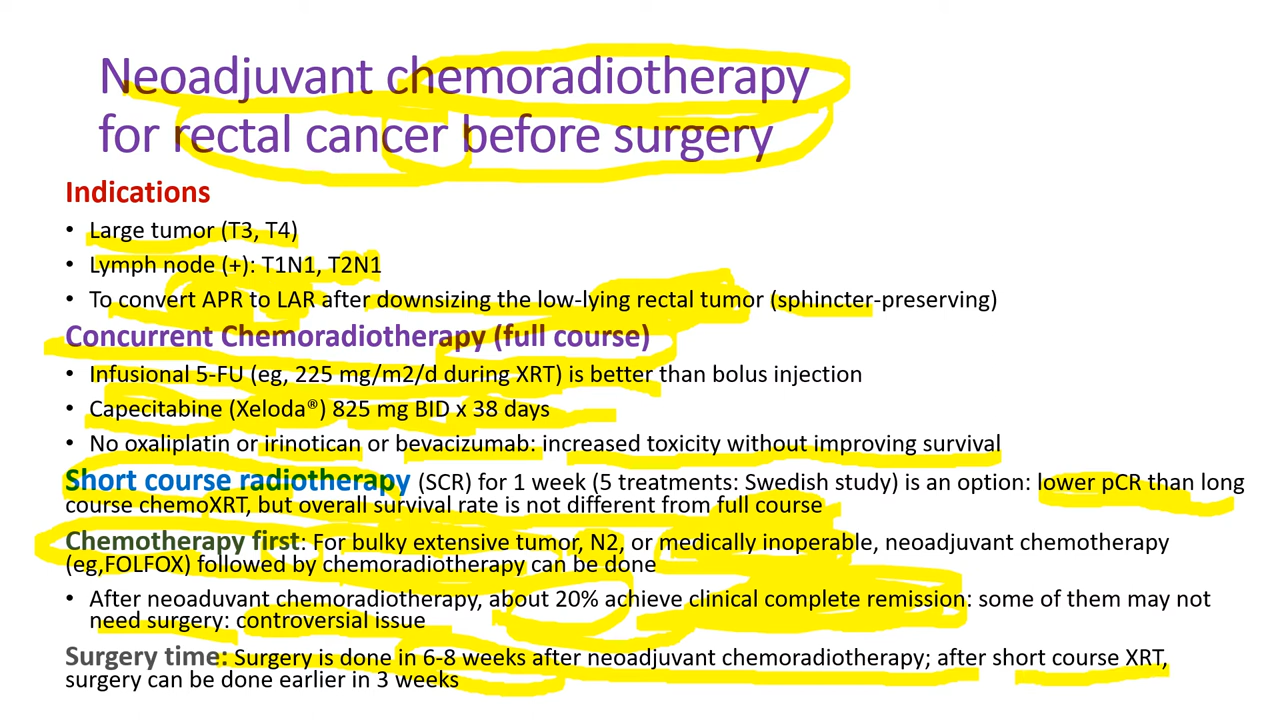 Neoadjuvant chemoradiotherapy
for rectal cancer before surgery
Indications
• Large tumor (T3, T4)
• Lymph node (+): T1N1, T2N1
• To convert APR to LAR after downsizing the low-lying rectal tumor (sphincter-preserving)
Concurrent Chemoradiotherapy (full course)
• Infusional 5-FU (eg, 225 mg/m2/d during XRT) is better than bolus injection
• Capecitabine (Xeloda®) 825 mg BID x 38 days
• No oxaliplatin or irinotican or bevacizumab: increased toxicity without improving survival
Short course radiotherapy (SCR) for 1 week (5 treatments: Swedish study) is an option: lower pCR than long
course chemoXRT, but overall survival rate is not different from full course
Chemotherapy first: For bulky extensive tumor, N2, or medically inoperable, neoadjuvant chemotherapy
(eg,FOLFOX) followed by chemoradiotherapy can be done
• After neoaduvant chemoradiotherapy, about 20% achieve clinical complete remission: some of them may not
need surgery: controversial issue
Surgery time: Surgery is done in 6-8 weeks after neoadjuvant chemoradiotherapy; after short course XRT,
surgery can be done earlier in 3 weeks